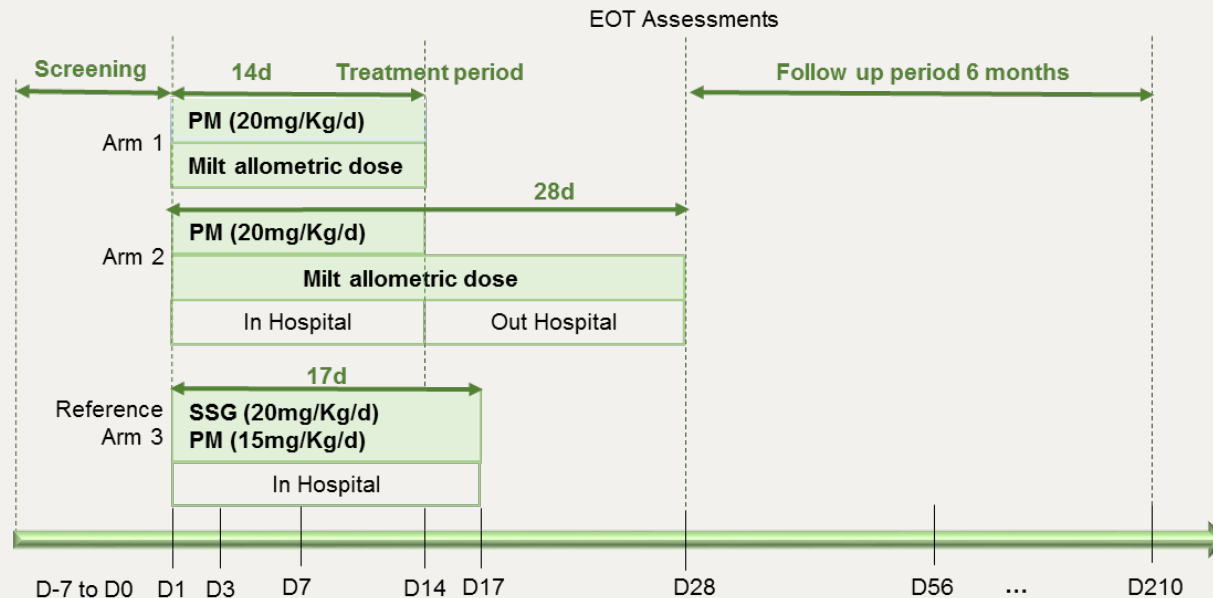 EOT Assessments
Screening
14d
Treatment period
Follow up period 6 months
Arm 1
PM (20mg/Kg/d)
Milt allometric dose
28d
Arm 2
PM (20mg/Kg/d)
Milt allometric dose
In Hospital
Out Hospital
17d
Reference
Arm 3
SSG (20mg/Kg/d)
PM (15mg/Kg/d)
In Hospital
D-7 to D0 D1 D3 D7 D14 D17 D28 D56 ... D210